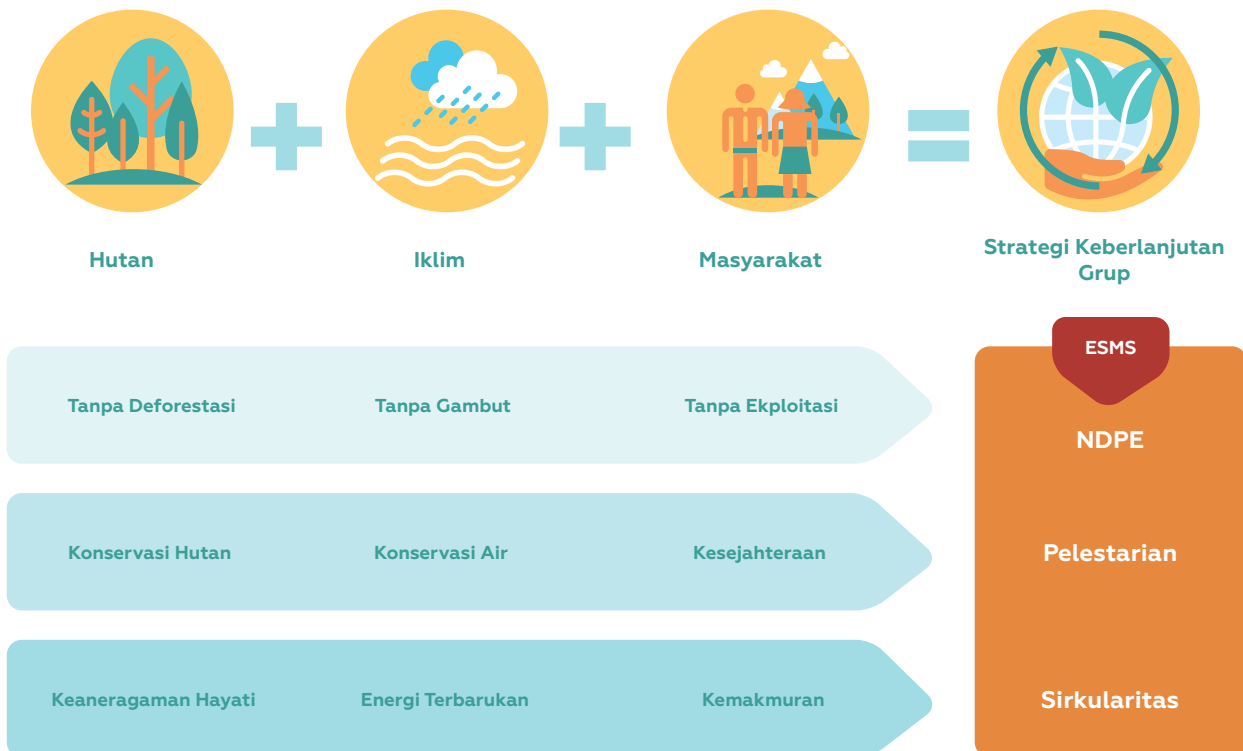 Hutan
Iklim
Masyarakat
Strategi Keberlanjutan
Grup
ESMS
Tanpa Deforestasi
Tanpa Gambut
Tanpa Ekploitasi
NDPE
Konservasi Hutan
Konservasi Air
Kesejahteraan
Pelestarian
Keaneragaman Hayati
Energi Terbarukan
Kemakmuran
Sirkularitas